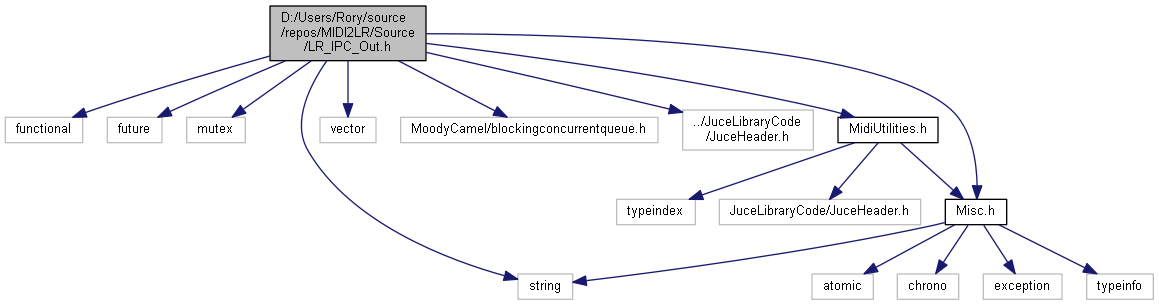 D:/Users/Rory/source
/repos/MIDI2LR/Source
/LR_IPC_Out.h
functional
future
mutex
vector
MoodyCamel/blockingconcurrentqueue.h
../JuceLibraryCode
/JuceHeader.h
MidiUtilities.h
typeindex
JuceLibraryCode/JuceHeader.h
Misc.h
string
atomic
chrono
exception
typeinfo